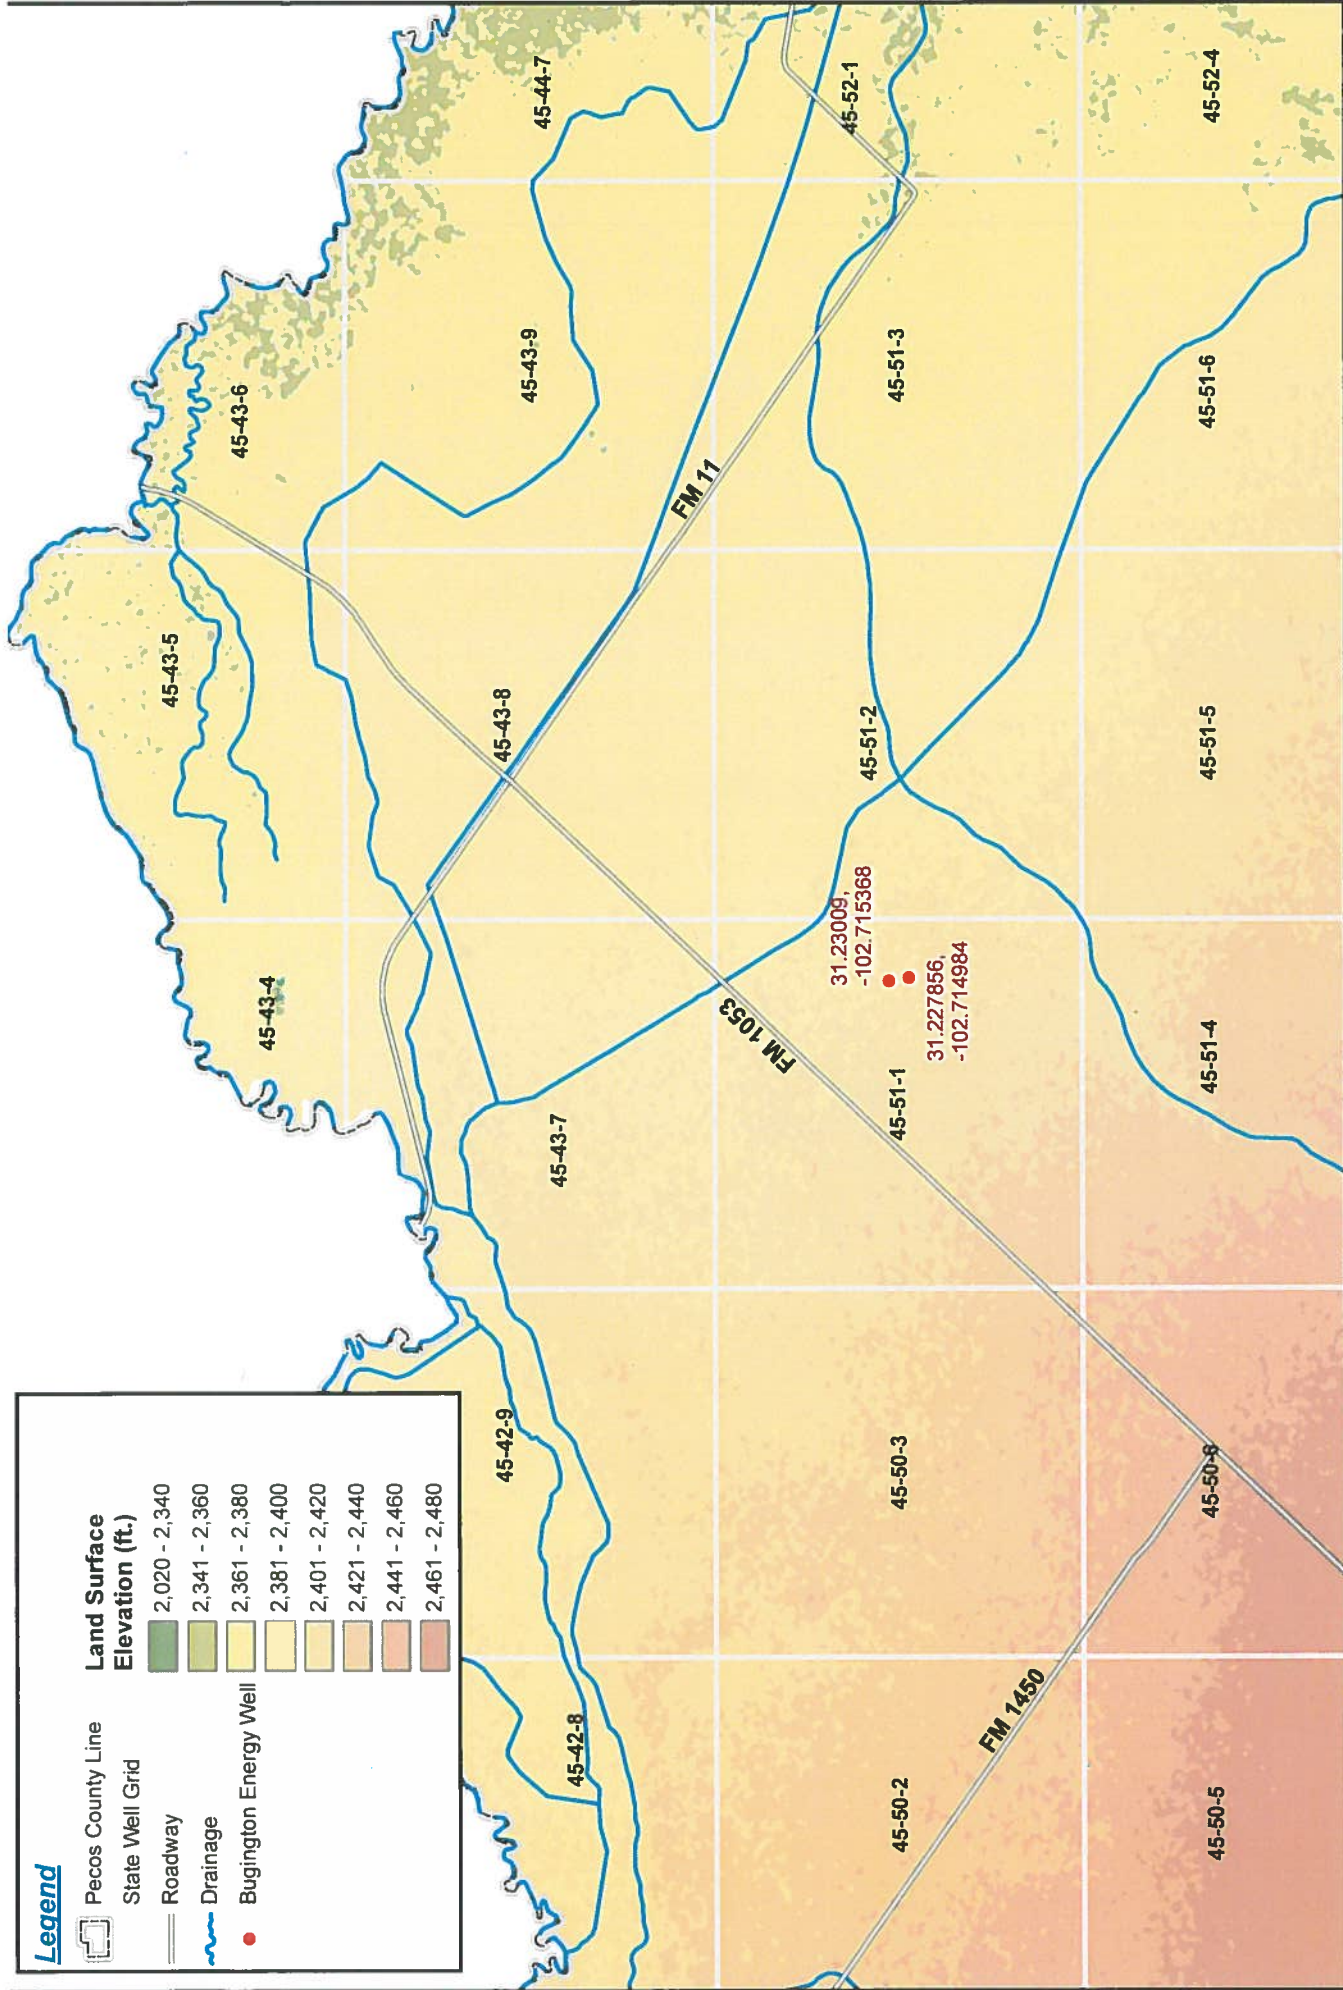 Legend
Pecos County Line
State Well Grid
Roadway
Drainage
Bugington Energy Well
Land Surface
Elevation (ft.)
2,020 - 2,340
2,341 - 2,360
2,361 - 2,380
2,381 - 2,400
2,401 - 2,420
2,421 - 2,440
2,441 - 2,460
2,461 - 2,480
45-43-4
45-43-5
45-43-6
45-42-8
45-42-9
45-43-7
45-43-8
45-43-9
45-44-7
FM 11
FM 1053
45-50-2
45-50-3
45-51-1
45-51-2
45-51-3
45-52-1
31.23009,
-102.715368
31.227856,
-102.714984
FM 1450
45-50-5
45-50-6
45-51-4
45-51-5
45-51-6
45-52-4